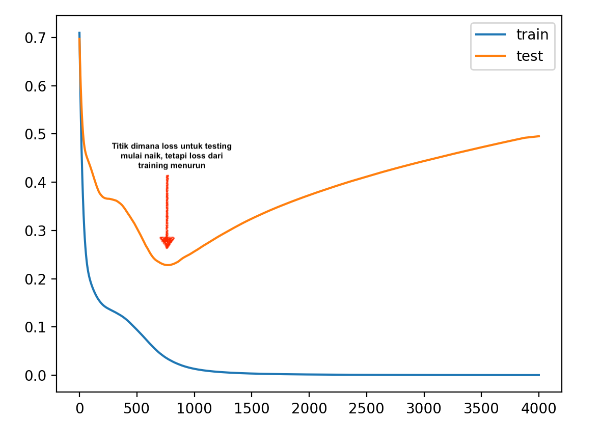 train
test
0.7
0.6
0.5
0.4
0.3
0.2
0.1
0.0
Titik dimana loss untuk testing
mulai naik, tetapi loss dari
training menurun
0 500 1000 1500 2000 2500 3000 3500 4000